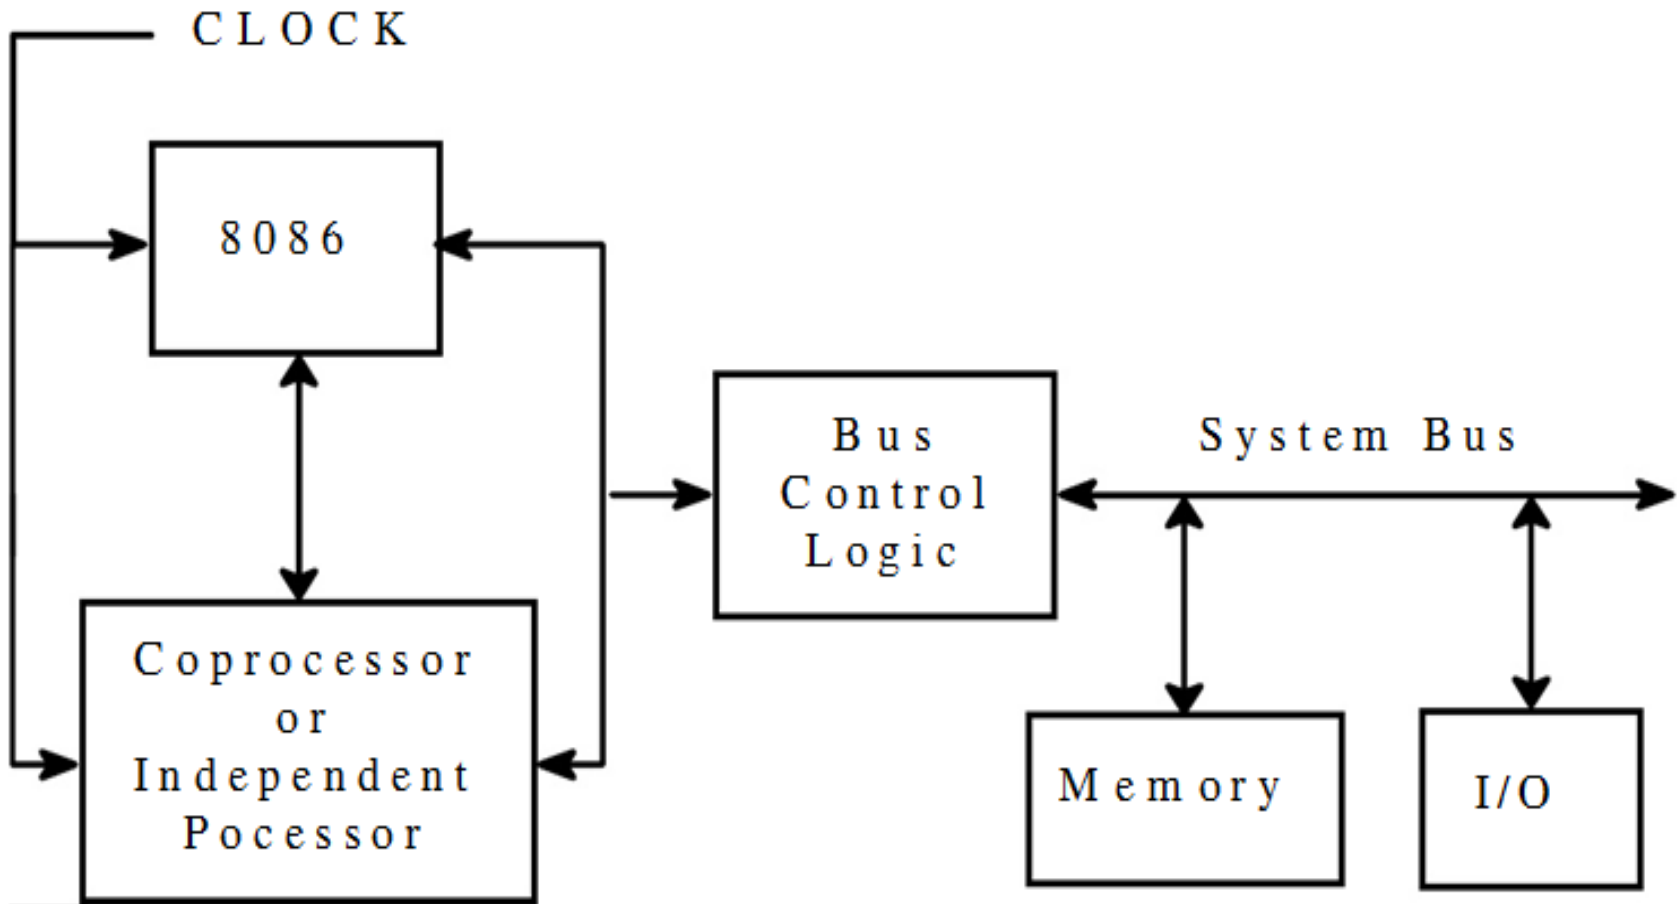 CLOCK
8086
Bus
Control
Logic
System Bus
Coprocessor
or
Independent
Pocessor
Memory
I/O